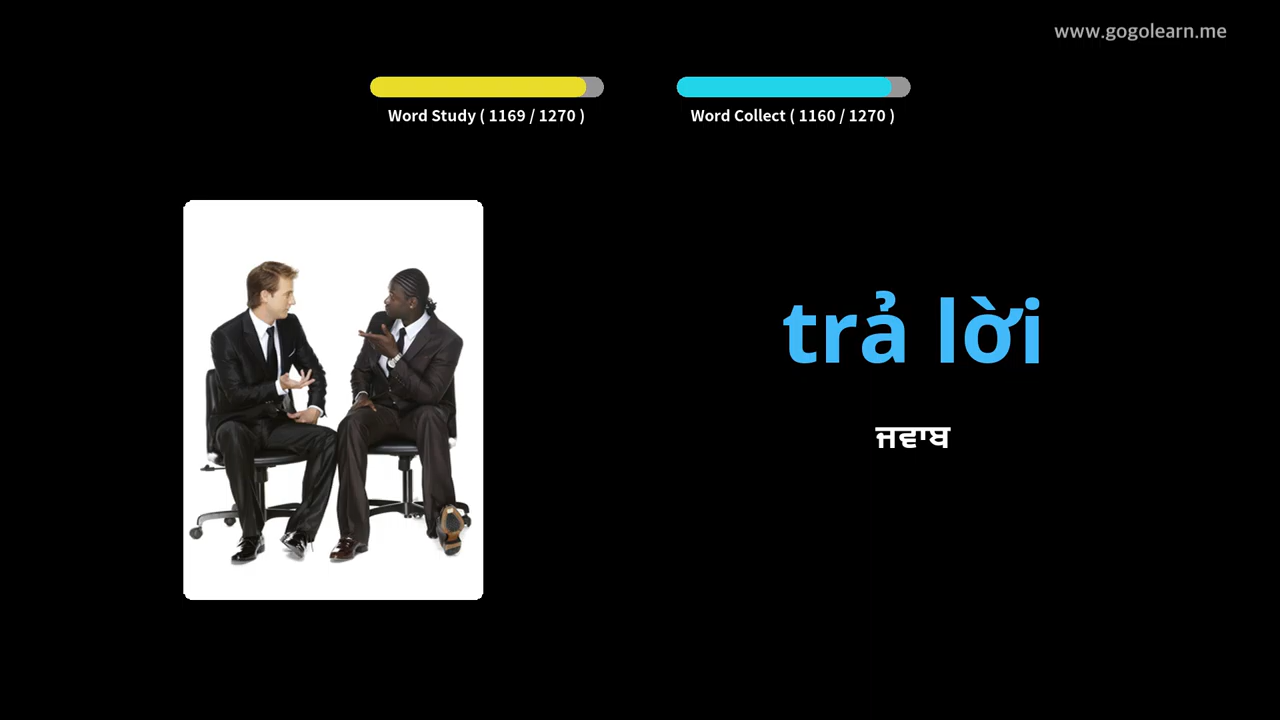 www.gogolearn.me
Word Study ( 1169 / 1270 )
Word Collect ( 1160 / 1270 )
trả lời
ਜਵਾਬ